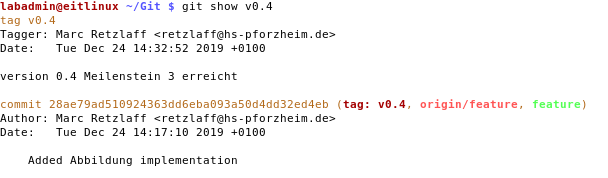 labadmin@eitlinux ~/Git $ git show v0.4
tag v0.4
Tagger: Marc Retzlaff <retzlaff@hs-pforzheim.de>
Date:   Tue Dec 24 14:32:52 2019 +0100

version 0.4 Meilenstein 3 erreicht

commit 28ae79ad510924363dd6eba093a50d4dd32ed4eb (tag: v0.4, origin/feature, feature)
Author: Marc Retzlaff <retzlaff@hs-pforzheim.de>
Date:   Tue Dec 24 14:17:10 2019 +0100

    Added Abbildung implementation